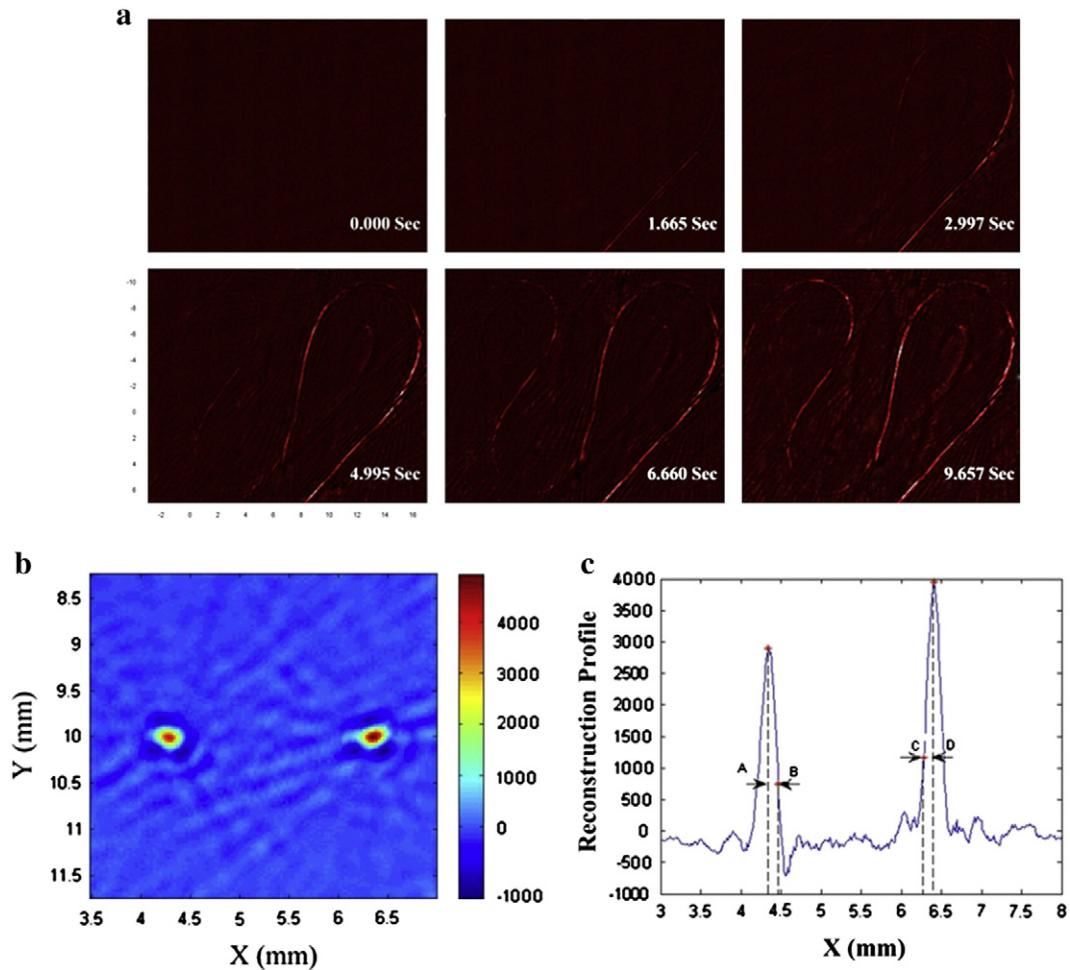 a
0.000 Sec
1.665 Sec
2.997 Sec
-10
-8
-6
-4
-2
0
2
4
6
4.995 Sec
6.660 Sec
9.657 Sec
-2 0 2 4 6 8 10 12 14 16
b
8.5
9
9.5
10
10.5
11
11.5
Y (mm)
3.5 4 4.5 5 5.5 6 6.5
X (mm)
4000
3000
2000
1000
0
-1000
c
4000
3500
3000
2500
2000
1500
1000
500
0
-500
-1000
Reconstruction Profile
A
B
C
D
3 3.5 4 4.5 5 5.5 6 6.5 7 7.5 8
X (mm)